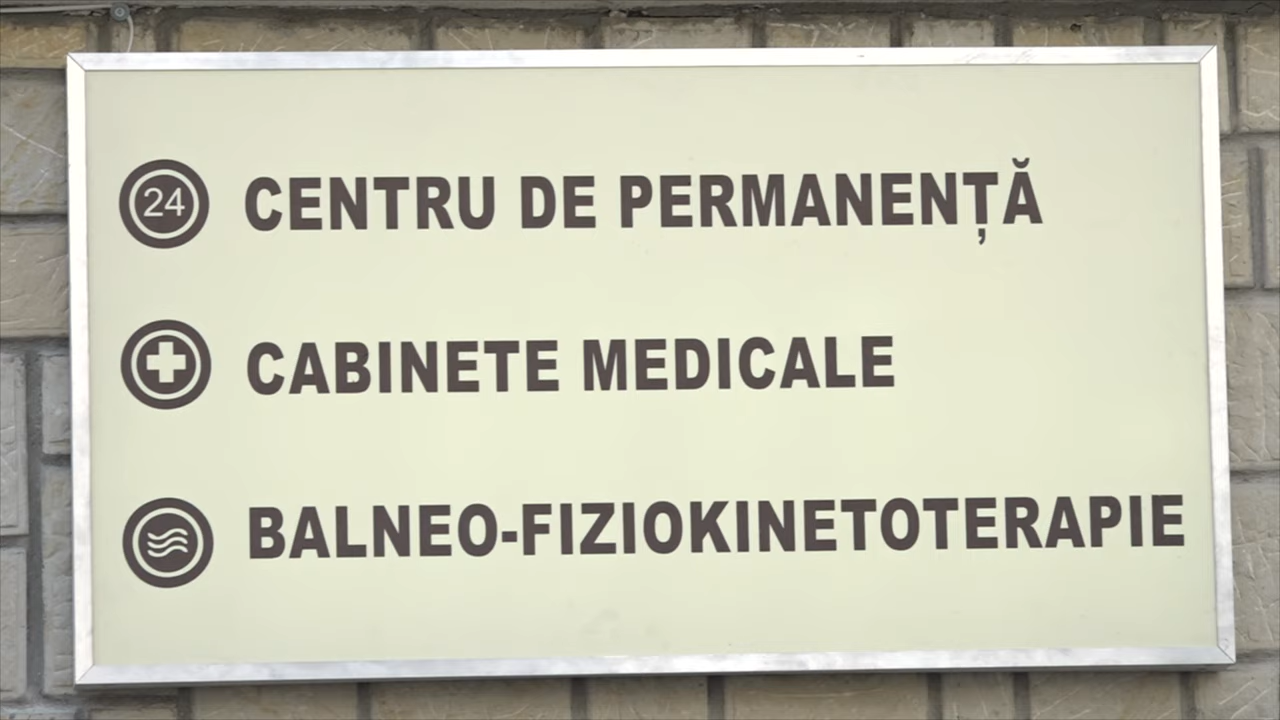 24 CENTRU DE PERMANENȚĂ
CABINETE MEDICALE
BALNEO-FIZIOKINETOTERAPIE